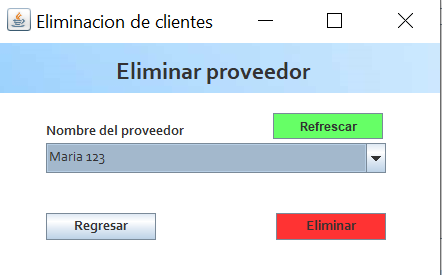 Eliminacion de clientes
Eliminar proveedor
Refrescar
Nombre del proveedor
Maria 123
Regresar
Eliminar